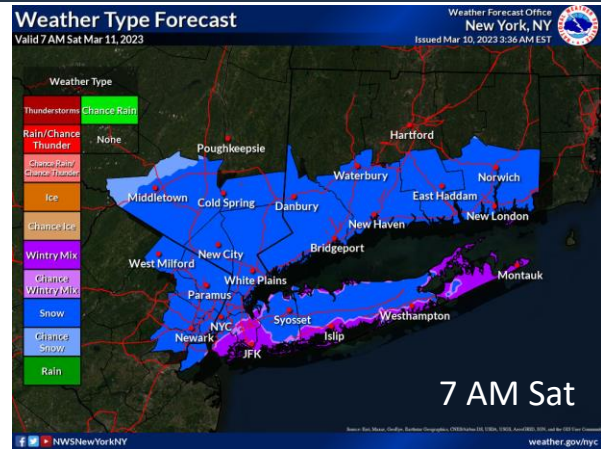 Weather Type Forecast
Valid 7 AM Sat Mar 11, 2023
Weather Forecast Office
New York, NY
Issued Mar 10, 2023 3:36 AM EST
Weather Type
Thunderstorms
Chance Rain
Rain/Chance
Thunder
None
Chance Rain/
Chance Thunder
Ice
Chance Ice
Wintry Mix
Chance
Wintry Mix
Snow
Chance
Snow
Rain
Poughkeepsie
Hartford
Waterbury
Norwich
Middletown
Cold Spring
Danbury
East Haddam
New London
New Haven
Bridgeport
New City
West Milford
White Plains
Montauk
Paramus
Syosset
Westhampton
NYC
Newark
Islip
JFK
7 AM Sat
NWSNewYorkNY
weather.gov/nyc